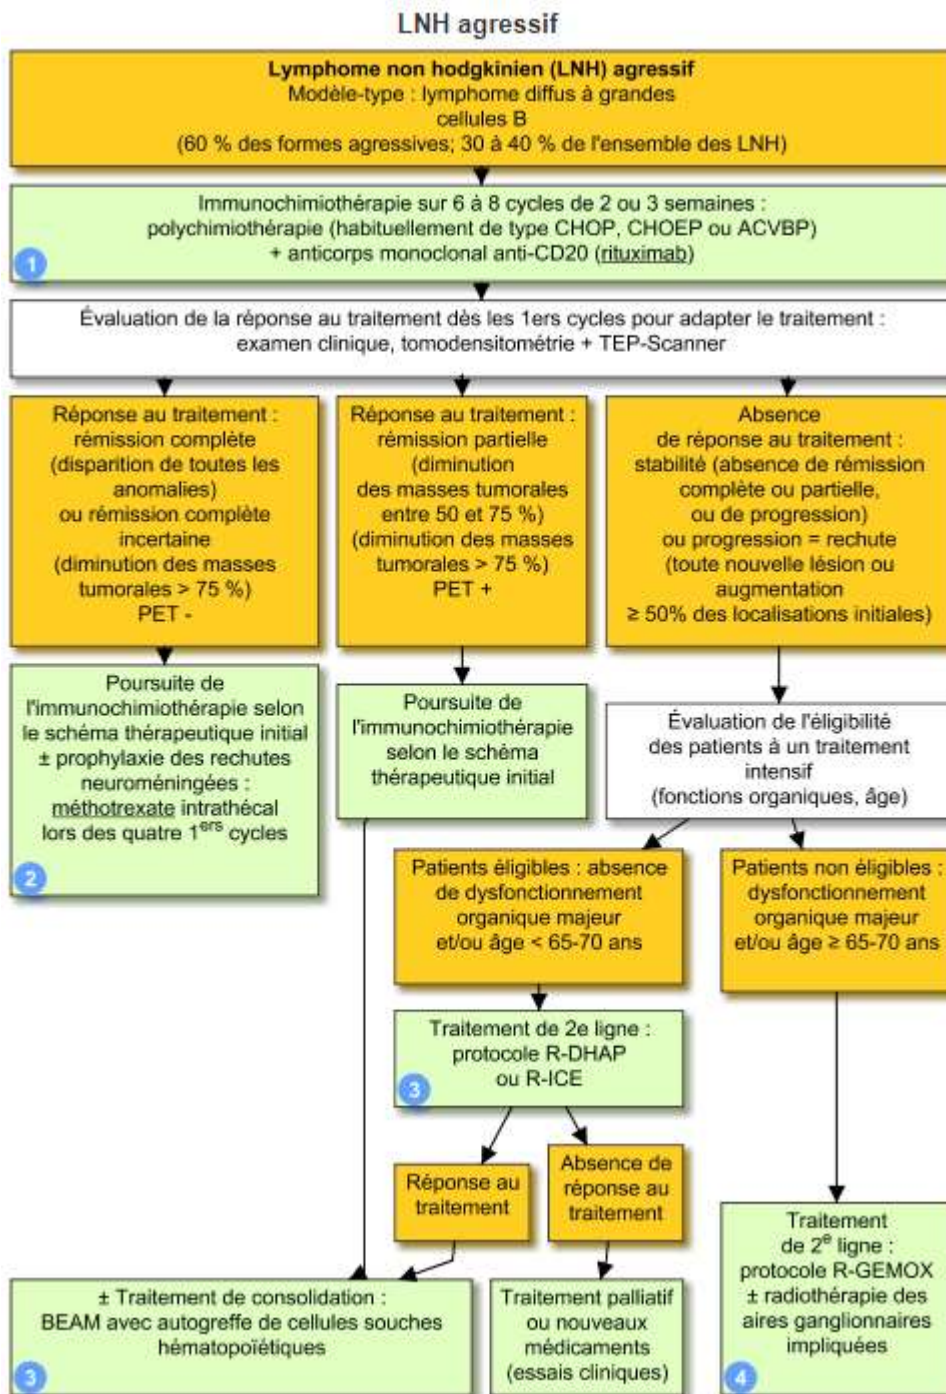 LNH agressif
Lymphome non hodgkinien (LNH) agressif
Modèle-type : lymphome diffus à grandes
cellules B
(60 % des formes agressives; 30 à 40 % de l'ensemble des LNH)
Immunochimiothérapie sur 6 à 8 cycles de 2 ou 3 semaines :
polychimiothérapie (habituellement de type CHOP, CHOEP ou ACVBP)
+ anticorps monoclonal anti-CD20 (rituximab)
1
Évaluation de la réponse au traitement dès les 1ers cycles pour adapter le traitement :
examen clinique, tomodensitométrie + TEP-Scanner
Réponse au traitement :
rémission complète
(disparition de toutes les
anomalies)
ou rémission complète
incertaine
(diminution des masses
tumorales > 75 %)
PET -
Réponse au traitement :
rémission partielle
(diminution
des masses tumorales
entre 50 et 75 %)
(diminution des masses
tumorales > 75 %)
PET +
Absence
de réponse au traitement :
stabilité (absence de rémission
complète ou partielle,
ou de progression)
ou progression = rechute
(toute nouvelle lésion ou
augmentation
≥ 50% des localisations initiales)
Poursuite de
l'immunochimiothérapie selon
le schéma thérapeutique initial
± prophylaxie des rechutes
neuroméningées :
méthotrexate intrathécal
lors des quatre 1ers cycles
2
Poursuite de
l'immunochimiothérapie
selon le schéma
thérapeutique initial
Évaluation de l'éligibilité
des patients à un traitement
intensif
(fonctions organiques, âge)
Patients éligibles : absence
de dysfonctionnement
organique majeur
et/ou âge < 65-70 ans
Patients non éligibles :
dysfonctionnement
organique majeur
et/ou âge ≥ 65-70 ans
Traitement de 2e ligne :
protocole R-DHAP
ou R-ICE
3
Réponse au
traitement
Absence de
réponse au
traitement
Traitement
de 2e ligne :
protocole R-GEMOX
± radiothérapie des
aires ganglionnaires
impliquées
4
± Traitement de consolidation :
BEAM avec autogreffe de cellules souches
hématopoïétiques
3
Traitement palliatif
ou nouveaux
médicaments
(essais cliniques)